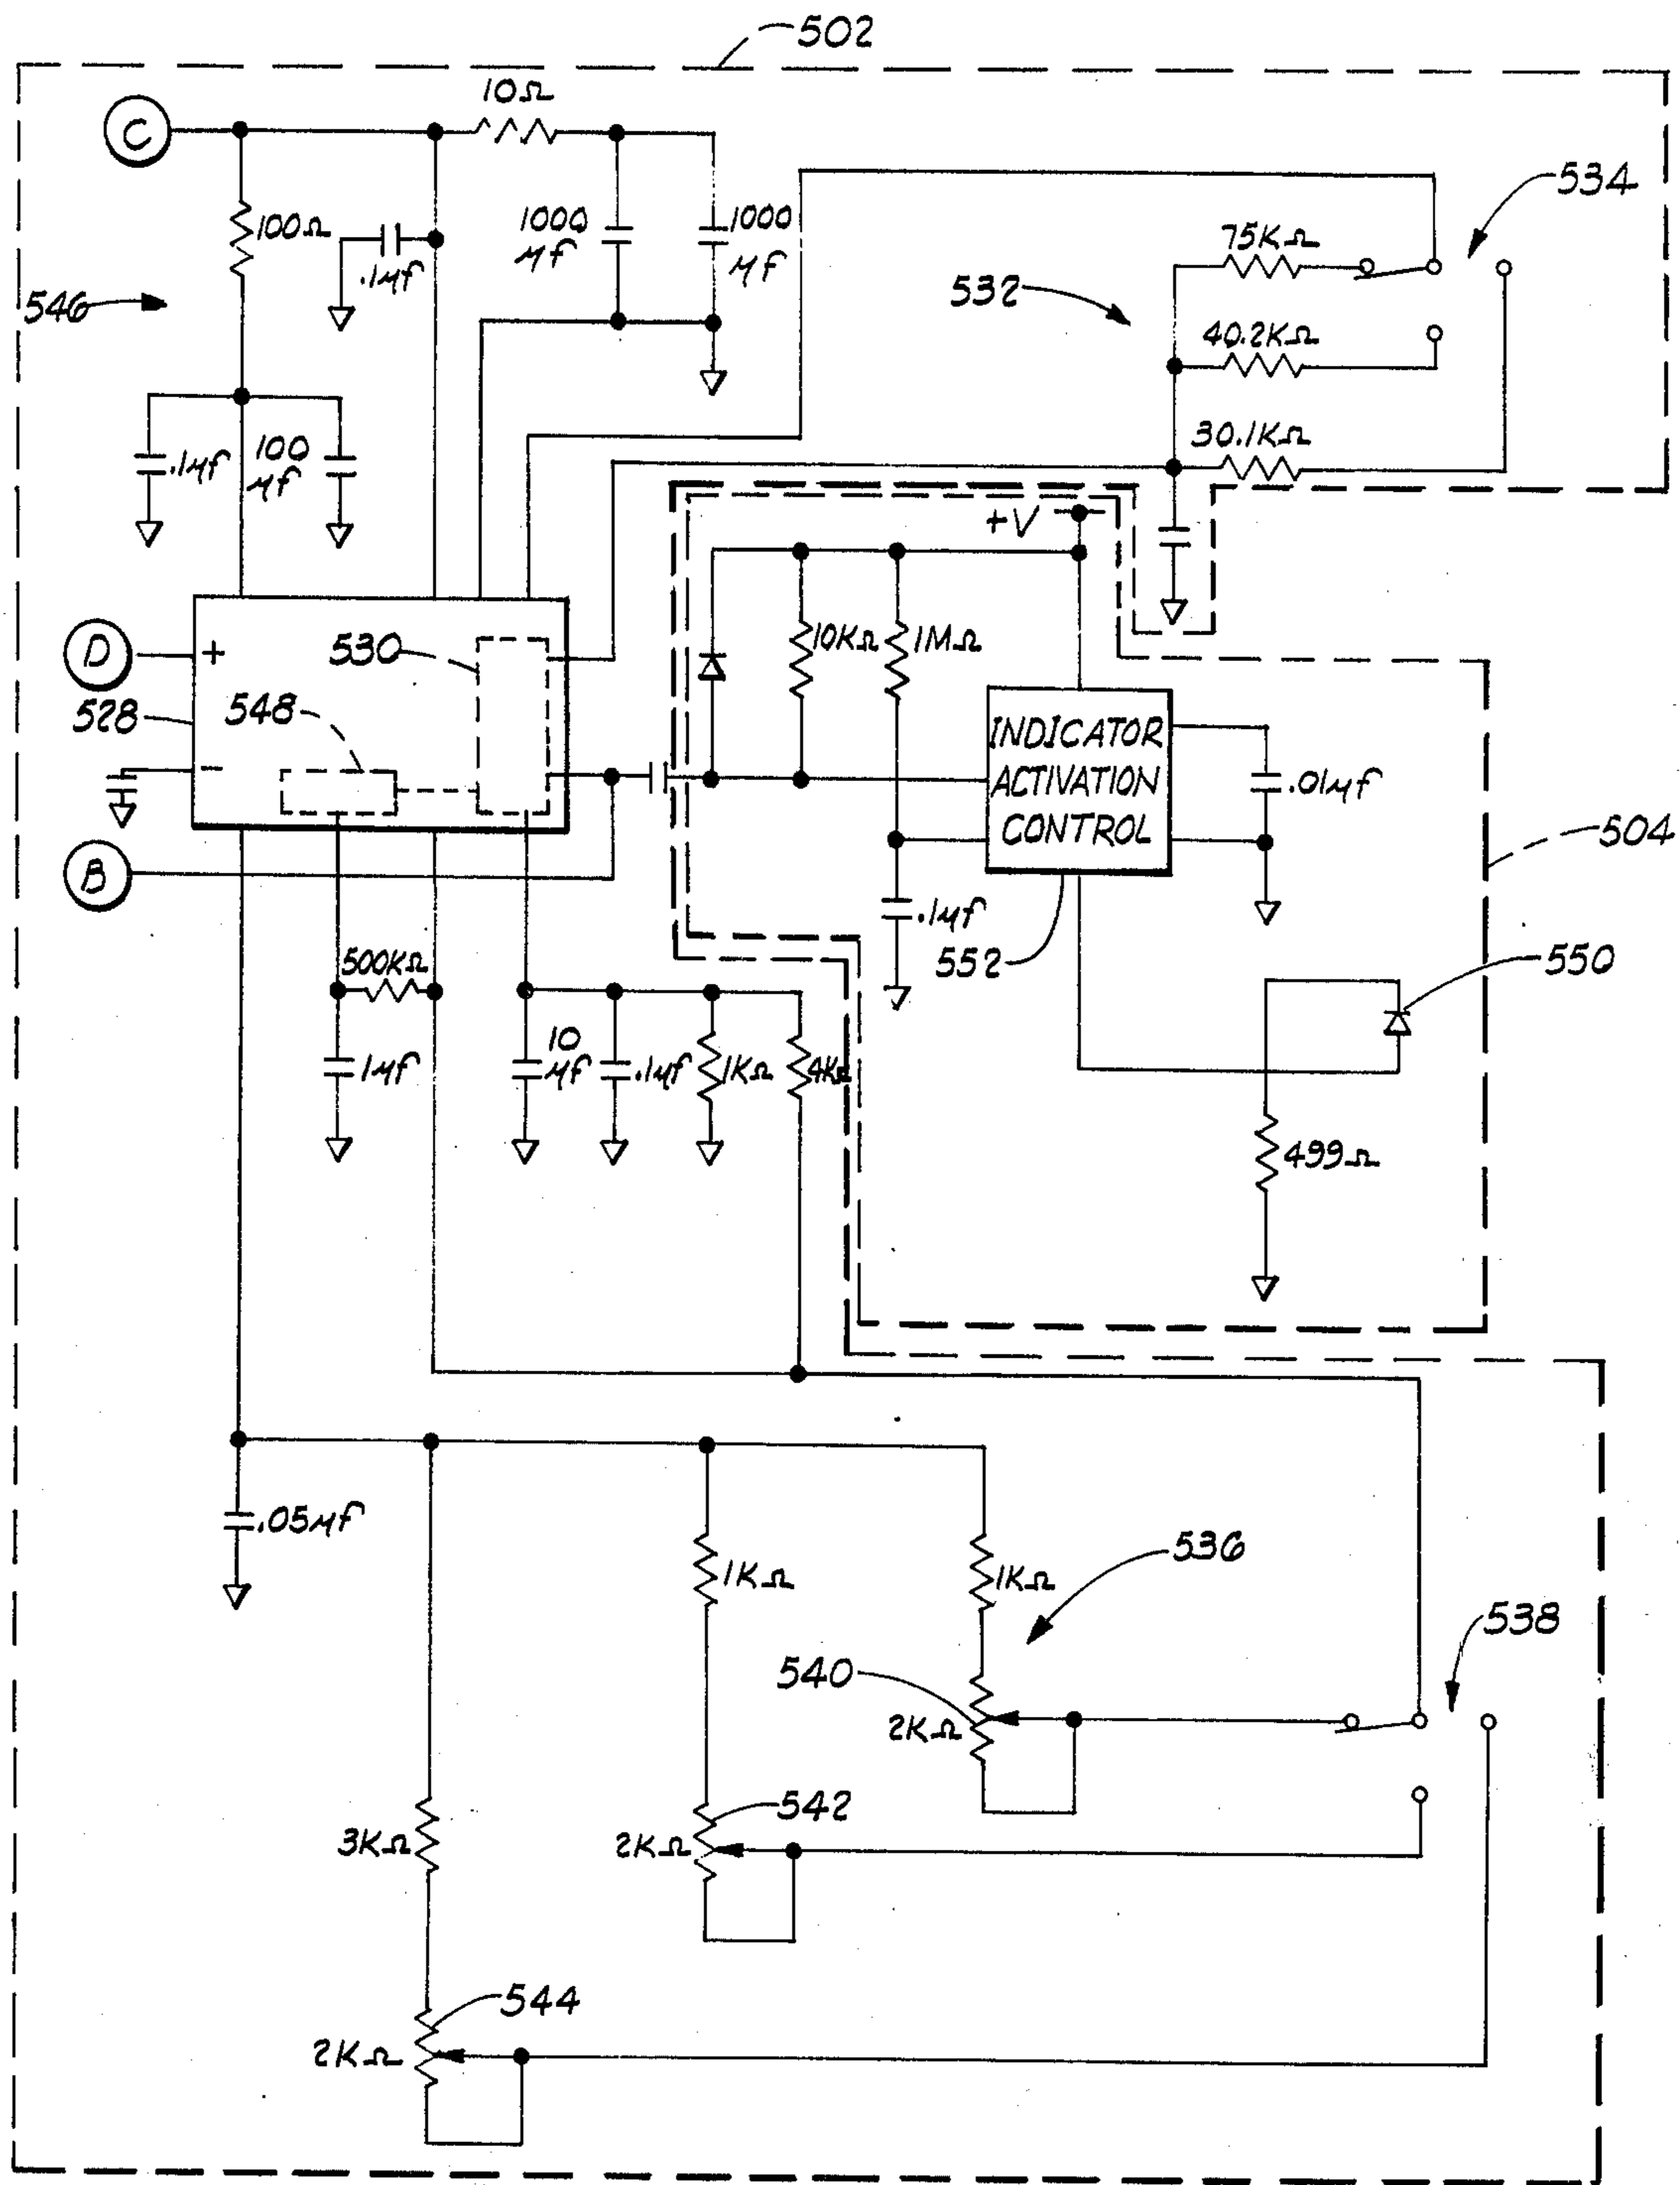 502
C
10Ω
100Ω
.1μf
1000
μf
1000
μf
534
75KΩ
532
546
40.2KΩ
30.1KΩ
.1μf
100
μf
+V
D
+
530
10KΩ
1MΩ
528
548
−
INDICATOR
ACTIVATION
CONTROL
.01μf
504
B
.1μf
552
550
500KΩ
1μf
10
μf
.1μf
1KΩ
4KΩ
499Ω
.05μf
1KΩ
1KΩ
536
538
540
2KΩ
542
3KΩ
2KΩ
544
2KΩ